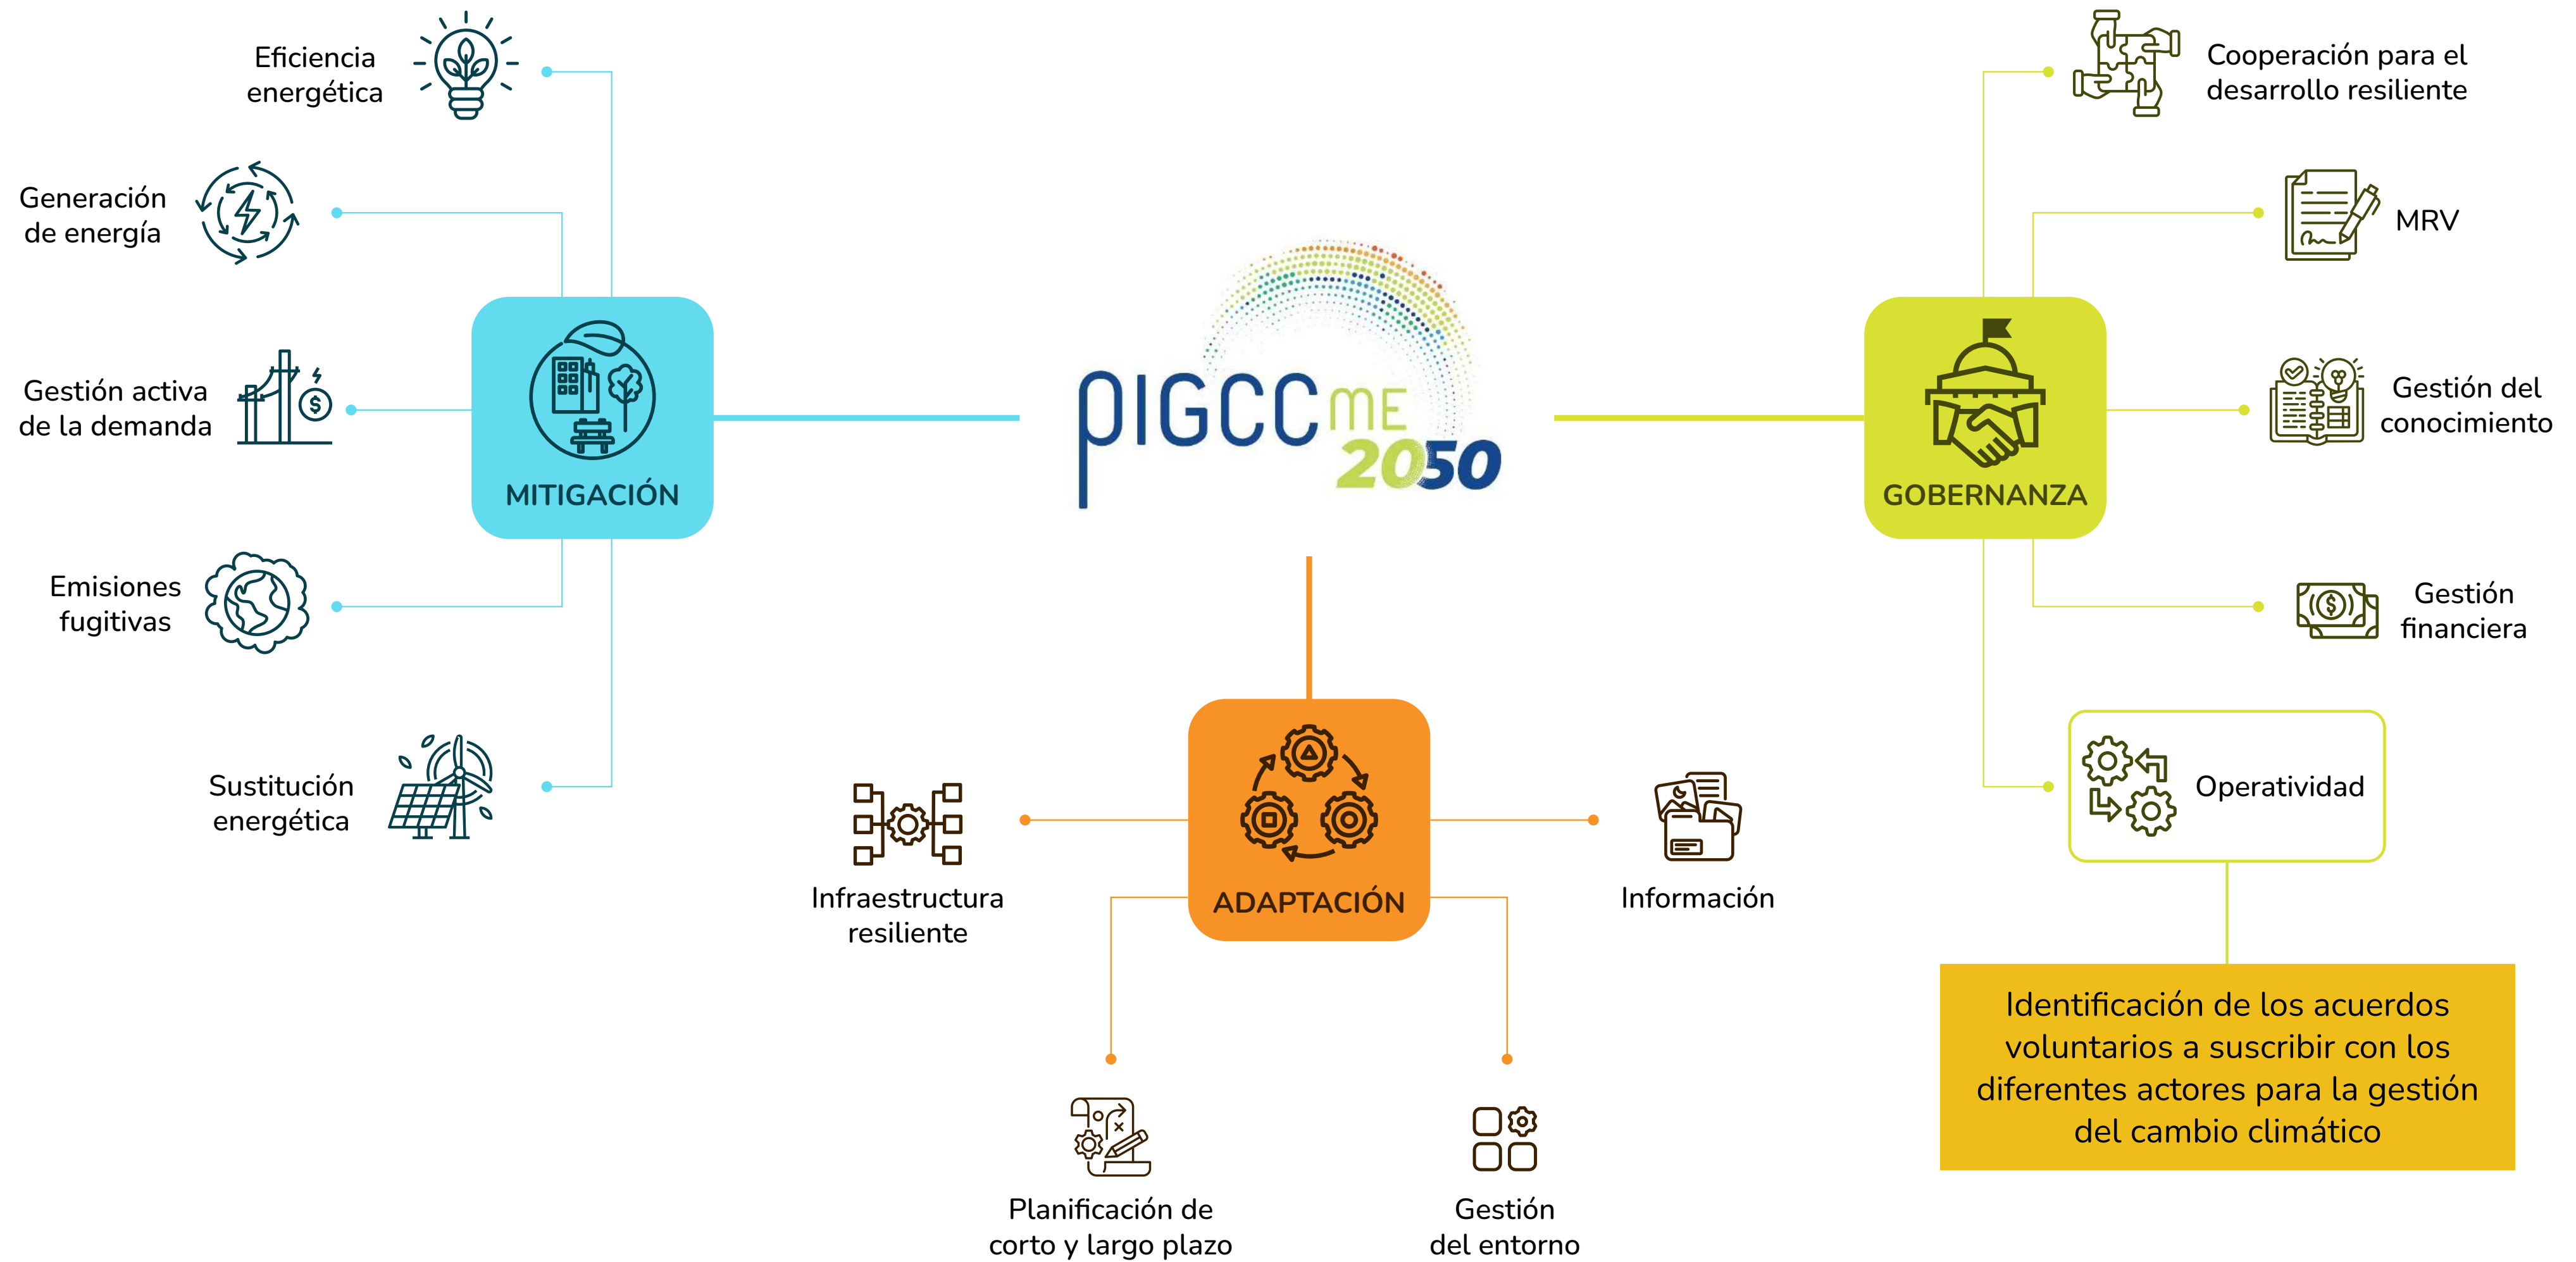 Eficiencia
energética
Generación
de energía
Gestión activa
de la demanda
Emisiones
fugitivas
Sustitución
energética
MITIGACIÓN
PIGCC ME
2050
GOBERNANZA
Cooperación para el
desarrollo resiliente
MRV
Gestión del
conocimiento
Gestión
financiera
Operatividad
Identificación de los acuerdos
voluntarios a suscribir con los
diferentes actores para la gestión
del cambio climático
ADAPTACIÓN
Infraestructura
resiliente
Información
Planificación de
corto y largo plazo
Gestión
del entorno